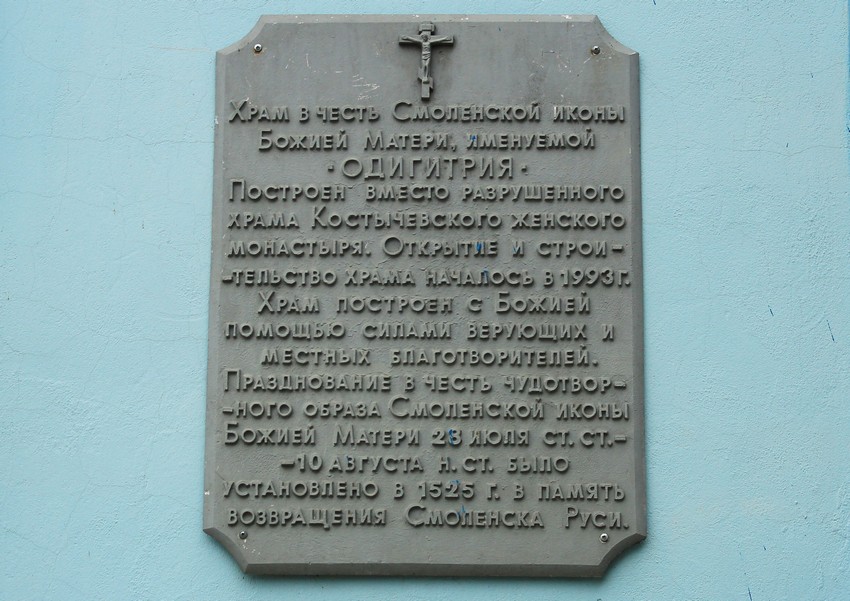 Храм в честь Смоленской иконы
Божией Матери, именуемой
·ОДИГИТРИЯ·
Построен вместо разрушенного
храма Костычевского женского
монастыря. Открытие и строи-
-тельство храма началось в 1993 г.
Храм построен с Божией
помощью силами верующих и
местных благотворителей.
Празднование в честь чудотвор-
-ного образа Смоленской иконы
Божией Матери 28 июля ст. ст.-
-10 августа н. ст. было
установлено в 1525 г. в память
возвращения Смоленска Руси.